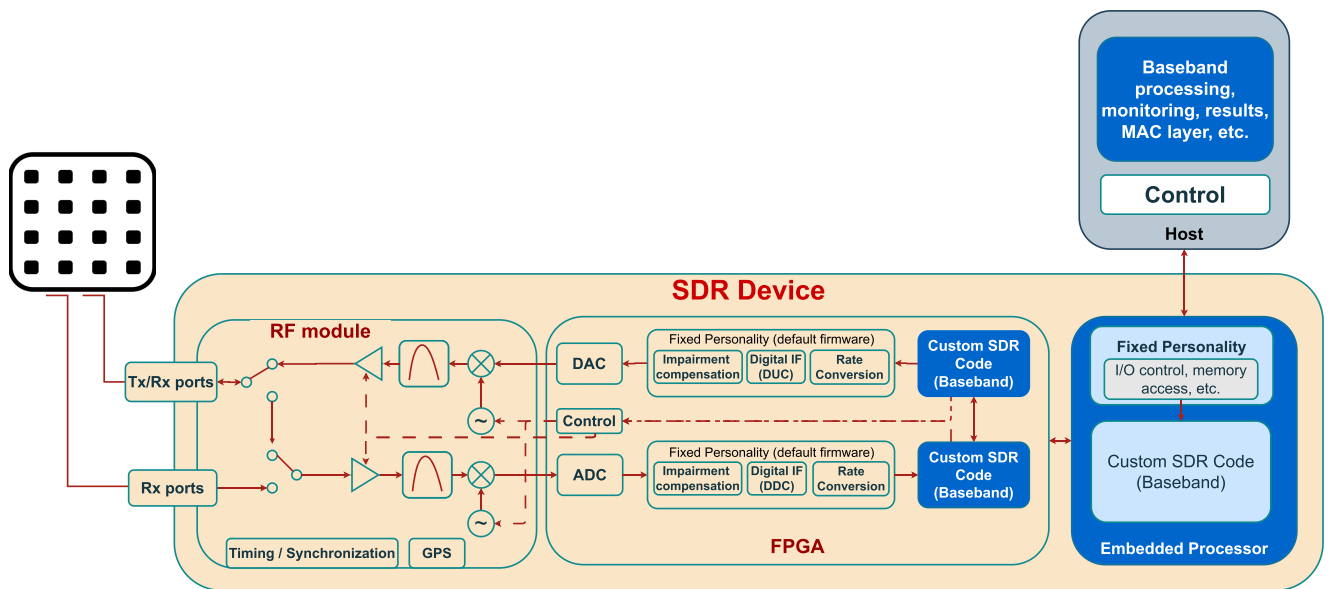 Baseband
processing,
monitoring, results,
MAC layer, etc.
Control
Host
SDR Device
RF module
Tx/Rx ports
Rx ports
~
~
Timing / Synchronization
GPS
DAC
Fixed Personality (default firmware)
Impairment
compensation
Digital IF
(DUC)
Rate
Conversion
Custom SDR
Code
(Baseband)
Control
ADC
Fixed Personality (default firmware)
Impairment
compensation
Digital IF
(DDC)
Rate
Conversion
Custom SDR
Code
(Baseband)
FPGA
Fixed Personality
I/O control, memory
access, etc.
Custom SDR Code
(Baseband)
Embedded Processor